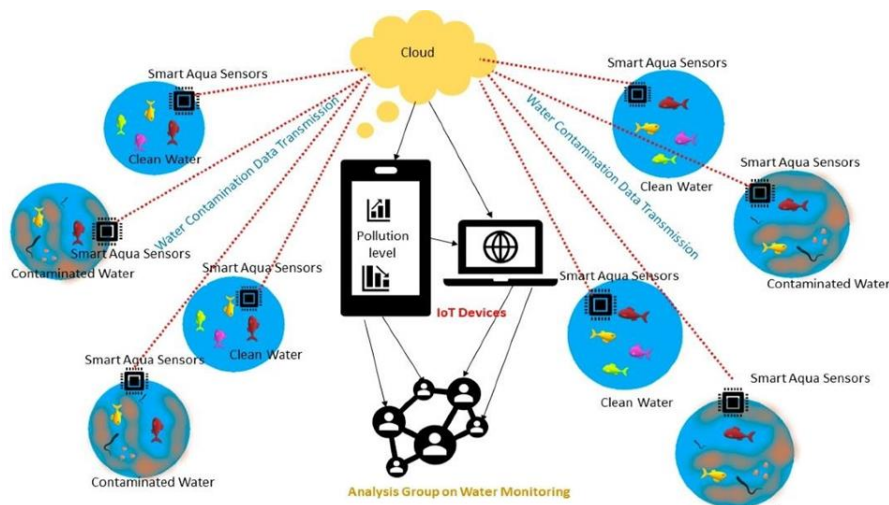 Cloud
Smart Aqua Sensors
Clean Water
Water Contamination Data Transmission
Contaminated Water
Smart Aqua Sensors
Smart Aqua Sensors
Clean Water
Smart Aqua Sensors
Contaminated Water
Pollution
level
IoT Devices
Analysis Group on Water Monitoring
Smart Aqua Sensors
Clean Water
Water Contamination Data Transmission
Smart Aqua Sensors
Contaminated Water
Smart Aqua Sensors
Clean Water
Smart Aqua Sensors